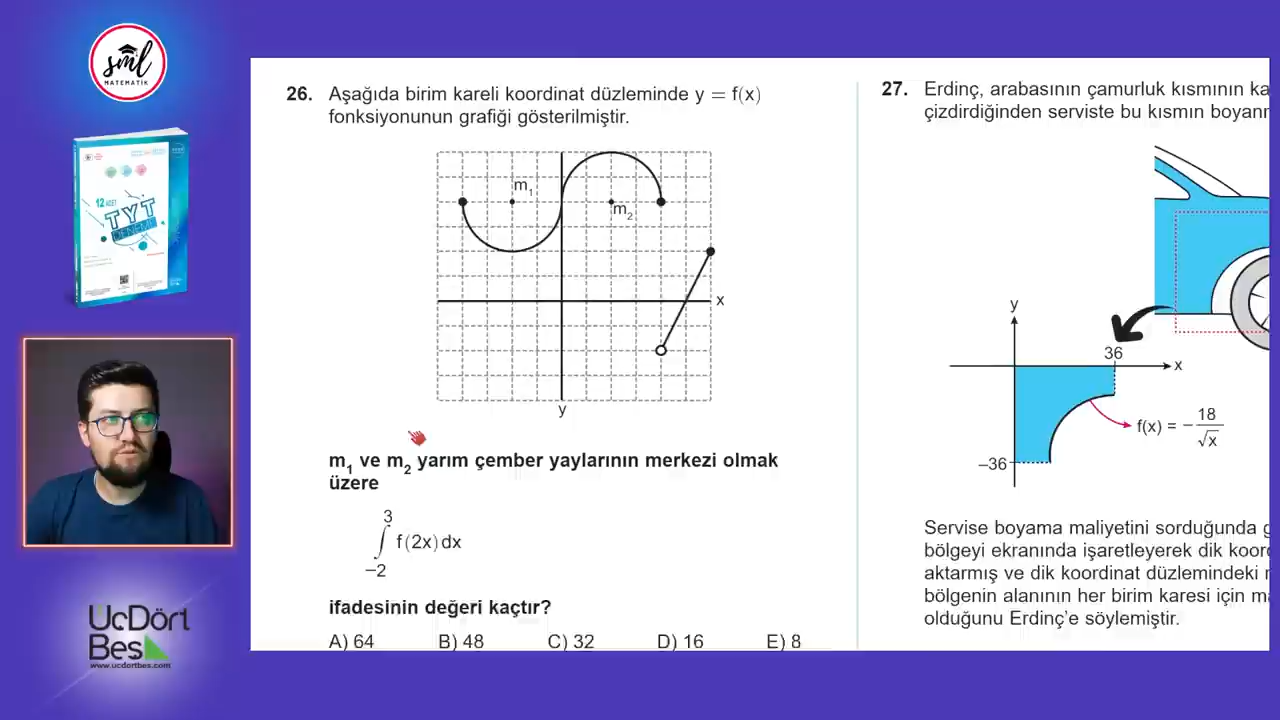 sml
MATEMATİK
12 ADET
TYT
DENEME
ÜçDört
Beş
www.ucdortbes.com
26. Aşağıda birim kareli koordinat düzleminde y = f(x)
fonksiyonunun grafiği gösterilmiştir.
m₁
m₂
x
y
m₁ ve m₂ yarım çember yaylarının merkezi olmak
üzere
3
∫ f(2x) dx
–2
ifadesinin değeri kaçtır?
A) 64 B) 48 C) 32 D) 16 E) 8
27. Erdinç, arabasının çamurluk kısmının ka
çizdirdiğinden serviste bu kısmın boyanm
y
36
x
f(x) = – 18/√x
–36
Servise boyama maliyetini sorduğunda g
bölgeyi ekranında işaretleyerek dik koord
aktarmış ve dik koordinat düzlemindeki m
bölgenin alanının her birim karesi için ma
olduğunu Erdinç'e söylemiştir.